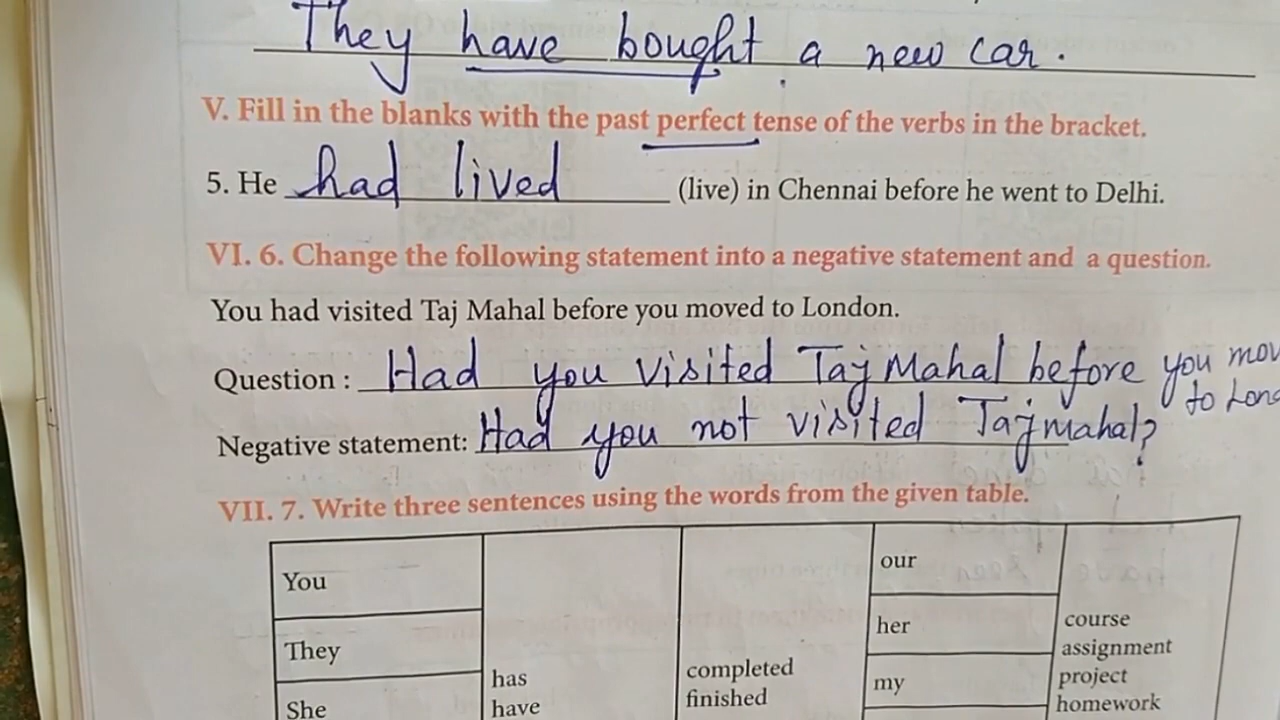 They have bought a new car.
V. Fill in the blanks with the past perfect tense of the verbs in the bracket.
5. He had lived (live) in Chennai before he went to Delhi.
VI. 6. Change the following statement into a negative statement and a question.
You had visited Taj Mahal before you moved to London.
Question : Had you visited Taj Mahal before you mov
to Lond
Negative statement: Had you not visited Tajmahal?
VII. 7. Write three sentences using the words from the given table.
You
our
They
her
course
assignment
has
completed
my
project
She
have
finished
homework